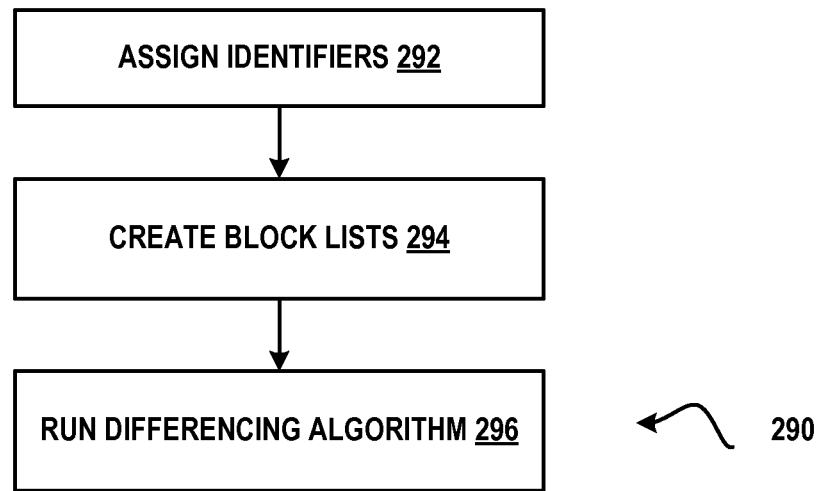 ASSIGN IDENTIFIERS 292
CREATE BLOCK LISTS 294
RUN DIFFERENCING ALGORITHM 296
290